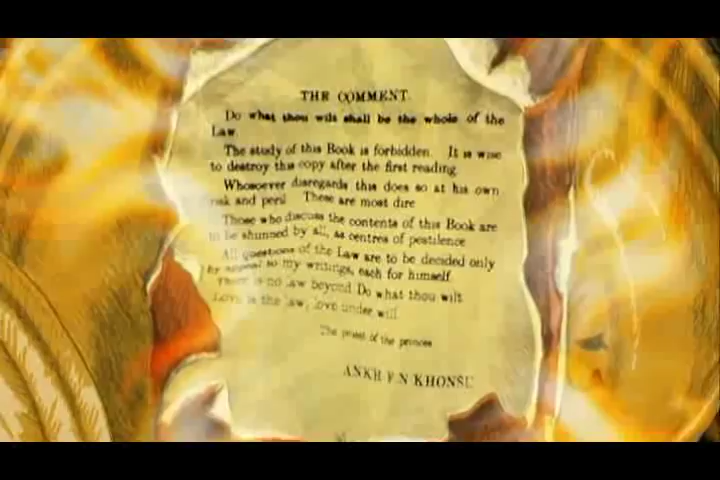 THE COMMENT.
Do what thou wilt shall be the whole of the
Law.
The study of this Book is forbidden. It is wise
to destroy this copy after the first reading.
Whosoever disregards this does so at his own
risk and peril. These are most dire.
Those who discuss the contents of this Book are
to be shunned by all, as centres of pestilence.
All questions of the Law are to be decided only
by appeal to my writings, each for himself.
There is no law beyond Do what thou wilt.
Love is the law, love under will.
The priest of the princes
ANKH-F-N-KHONSU